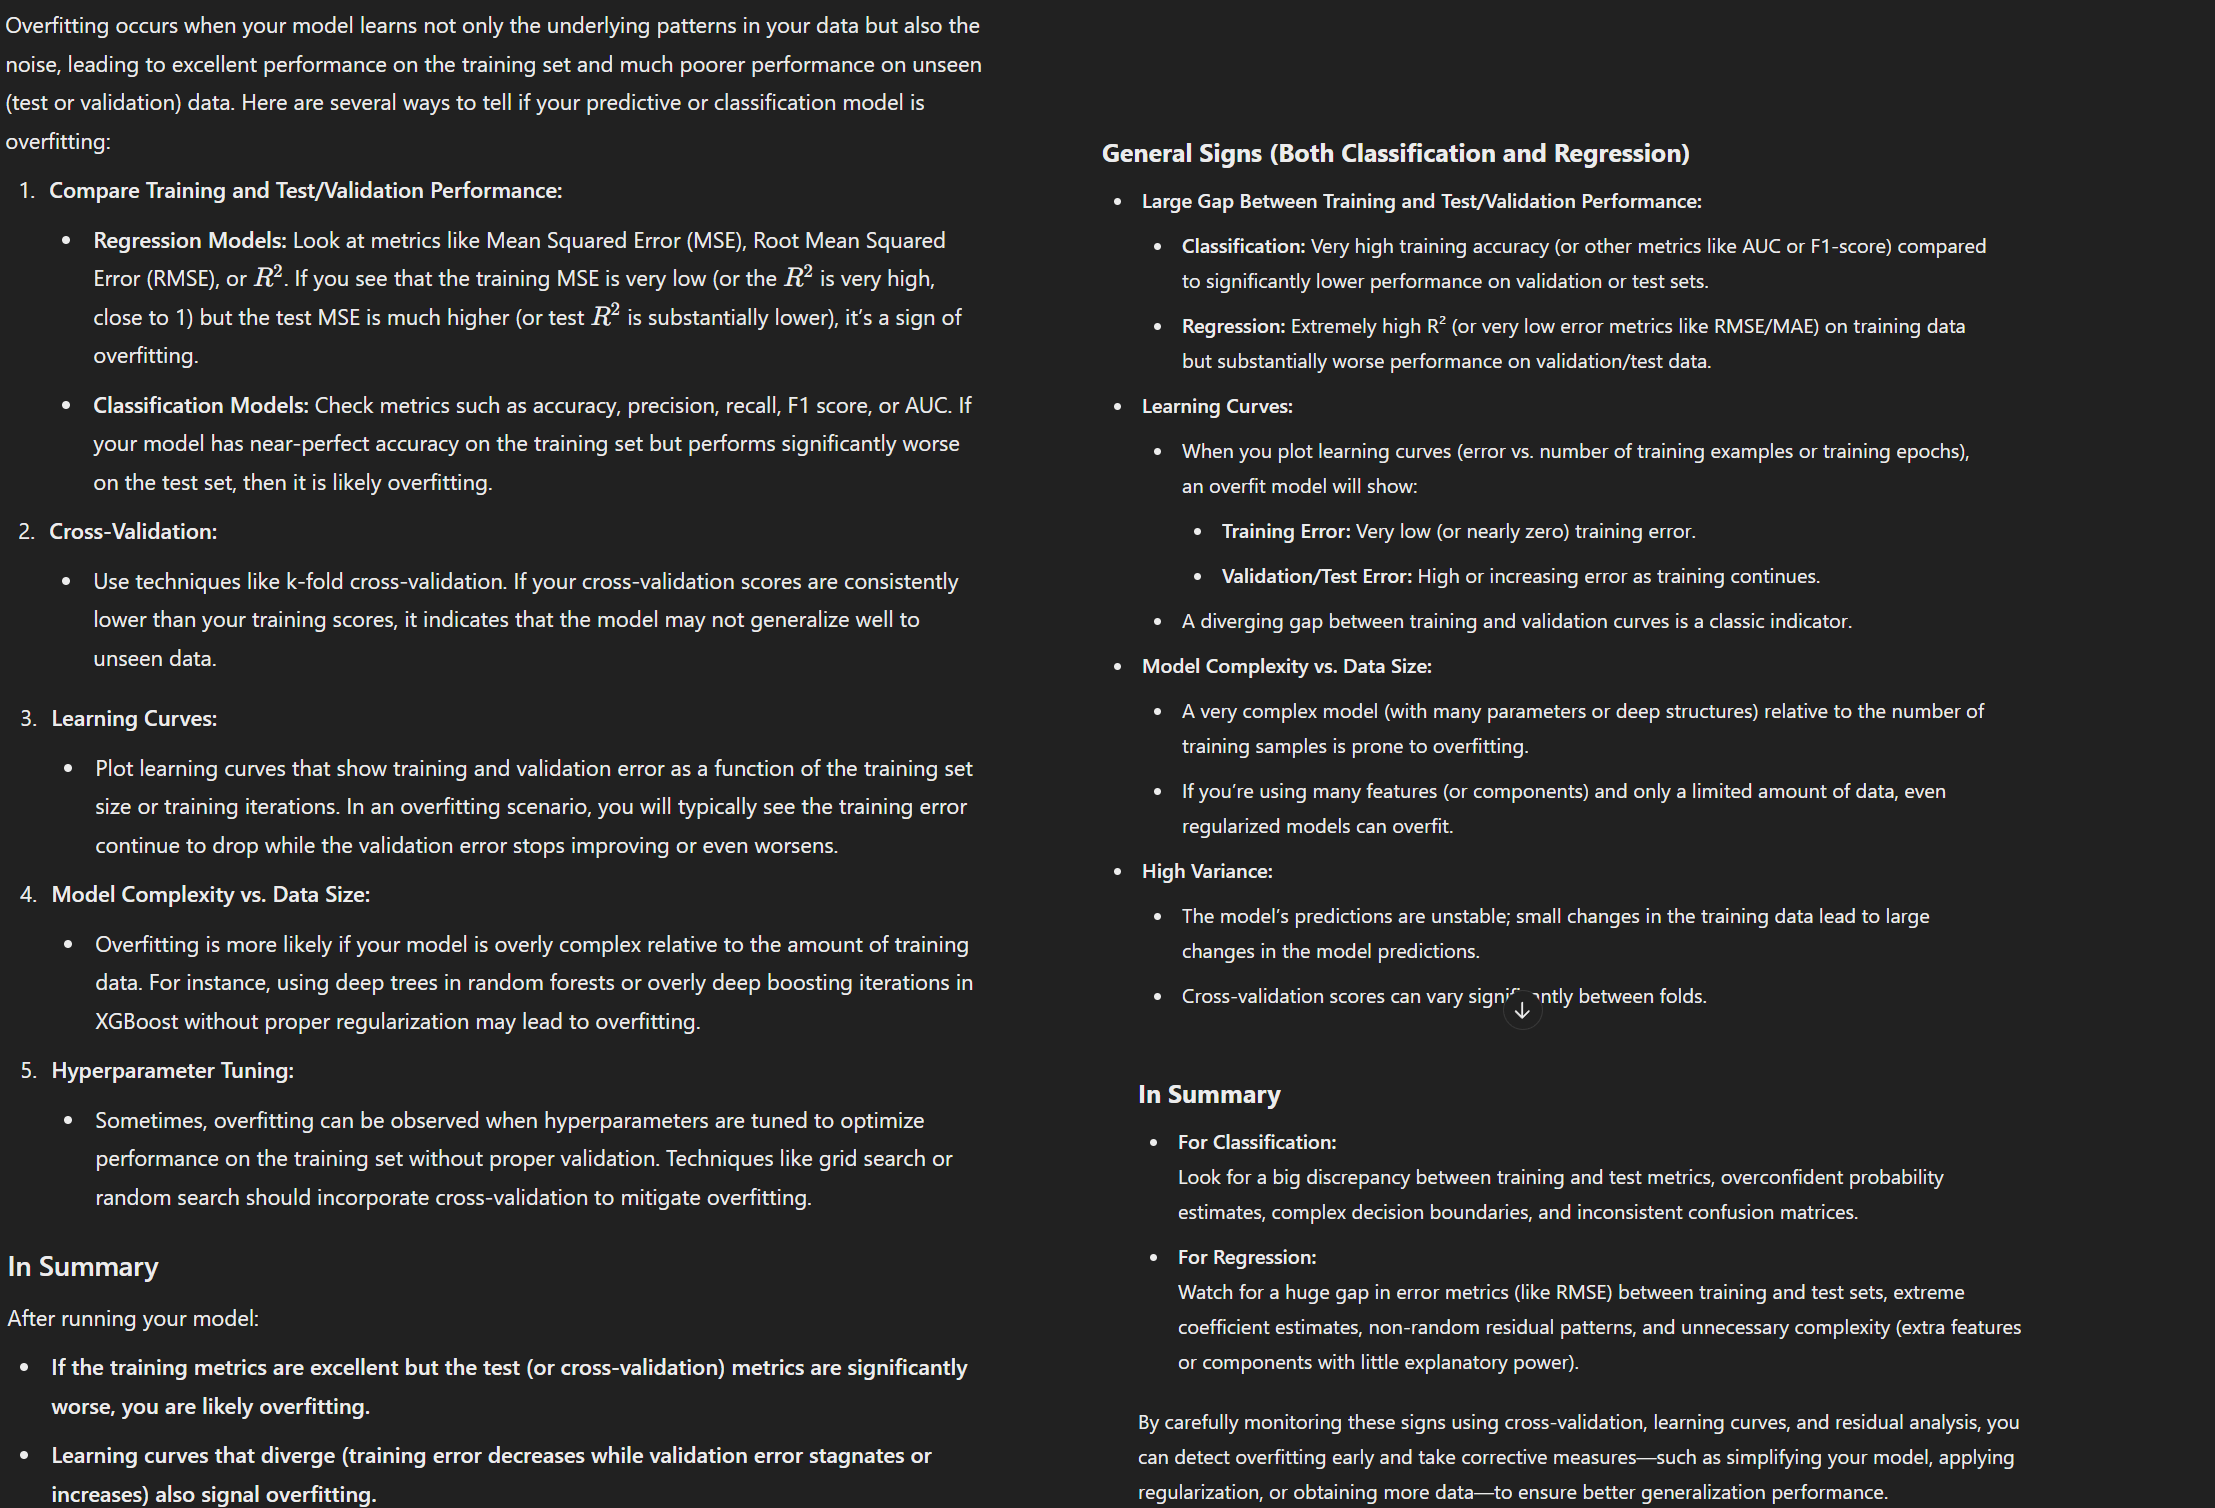 Overfitting occurs when your model learns not only the underlying patterns in your data but also the
noise, leading to excellent performance on the training set and much poorer performance on unseen
(test or validation) data. Here are several ways to tell if your predictive or classification model is
overfitting:
1. Compare Training and Test/Validation Performance:
• Regression Models: Look at metrics like Mean Squared Error (MSE), Root Mean Squared
Error (RMSE), or R². If you see that the training MSE is very low (or the R² is very high,
close to 1) but the test MSE is much higher (or test R² is substantially lower), it’s a sign of
overfitting.
• Classification Models: Check metrics such as accuracy, precision, recall, F1 score, or AUC. If
your model has near-perfect accuracy on the training set but performs significantly worse
on the test set, then it is likely overfitting.
2. Cross-Validation:
• Use techniques like k-fold cross-validation. If your cross-validation scores are consistently
lower than your training scores, it indicates that the model may not generalize well to
unseen data.
3. Learning Curves:
• Plot learning curves that show training and validation error as a function of the training set
size or training iterations. In an overfitting scenario, you will typically see the training error
continue to drop while the validation error stops improving or even worsens.
4. Model Complexity vs. Data Size:
• Overfitting is more likely if your model is overly complex relative to the amount of training
data. For instance, using deep trees in random forests or overly deep boosting iterations in
XGBoost without proper regularization may lead to overfitting.
5. Hyperparameter Tuning:
• Sometimes, overfitting can be observed when hyperparameters are tuned to optimize
performance on the training set without proper validation. Techniques like grid search or
random search should incorporate cross-validation to mitigate overfitting.
In Summary
After running your model:
• If the training metrics are excellent but the test (or cross-validation) metrics are significantly
worse, you are likely overfitting.
• Learning curves that diverge (training error decreases while validation error stagnates or
increases) also signal overfitting.
General Signs (Both Classification and Regression)
• Large Gap Between Training and Test/Validation Performance:
• Classification: Very high training accuracy (or other metrics like AUC or F1-score) compared
to significantly lower performance on validation or test sets.
• Regression: Extremely high R² (or very low error metrics like RMSE/MAE) on training data
but substantially worse performance on validation/test data.
• Learning Curves:
• When you plot learning curves (error vs. number of training examples or training epochs),
an overfit model will show:
• Training Error: Very low (or nearly zero) training error.
• Validation/Test Error: High or increasing error as training continues.
• A diverging gap between training and validation curves is a classic indicator.
• Model Complexity vs. Data Size:
• A very complex model (with many parameters or deep structures) relative to the number of
training samples is prone to overfitting.
• If you’re using many features (or components) and only a limited amount of data, even
regularized models can overfit.
• High Variance:
• The model’s predictions are unstable; small changes in the training data lead to large
changes in the model predictions.
• Cross-validation scores can vary significantly between folds.
In Summary
• For Classification:
Look for a big discrepancy between training and test metrics, overconfident probability
estimates, complex decision boundaries, and inconsistent confusion matrices.
• For Regression:
Watch for a huge gap in error metrics (like RMSE) between training and test sets, extreme
coefficient estimates, non-random residual patterns, and unnecessary complexity (extra features
or components with little explanatory power).
By carefully monitoring these signs using cross-validation, learning curves, and residual analysis, you
can detect overfitting early and take corrective measures—such as simplifying your model, applying
regularization, or obtaining more data—to ensure better generalization performance.